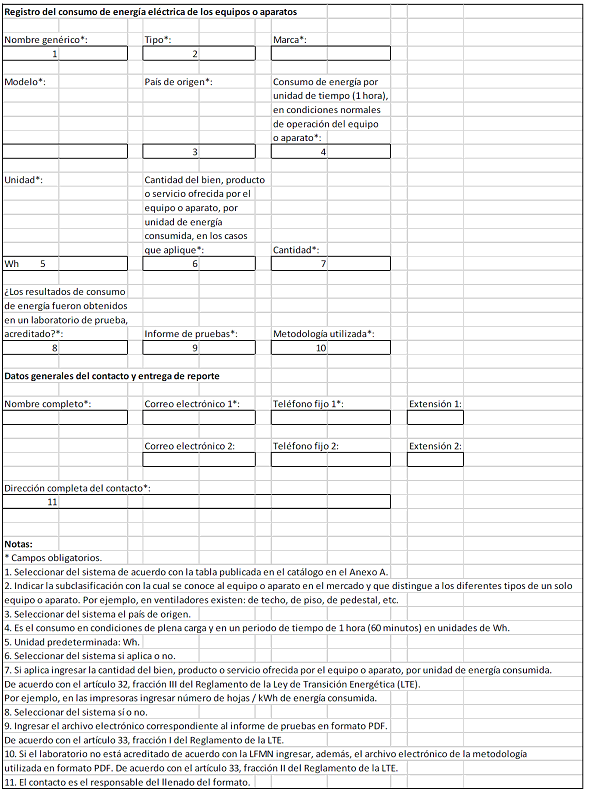 Registro del consumo de energía eléctrica de los equipos o aparatos
Nombre genérico*: Tipo*: Marca*:
1 2
Modelo*: País de origen*: Consumo de energía por
unidad de tiempo (1 hora),
en condiciones normales
de operación del equipo
o aparato*:
3 4
Unidad*: Cantidad del bien, producto
o servicio ofrecida por el
equipo o aparato, por
unidad de energía
consumida, en los casos
que aplique*: Cantidad*:
Wh 5 6 7
¿Los resultados de consumo
de energía fueron obtenidos
en un laboratorio de prueba,
acreditado?*: Informe de pruebas*: Metodología utilizada*:
8 9 10
Datos generales del contacto y entrega de reporte
Nombre completo*: Correo electrónico 1*: Teléfono fijo 1*: Extensión 1:
Correo electrónico 2: Teléfono fijo 2: Extensión 2:
Dirección completa del contacto*:
11
Notas:
* Campos obligatorios.
1. Seleccionar del sistema de acuerdo con la tabla publicada en el catálogo en el Anexo A.
2. Indicar la subclasificación con la cual se conoce al equipo o aparato en el mercado y que distingue a los diferentes tipos de un solo
equipo o aparato. Por ejemplo, en ventiladores existen: de techo, de piso, de pedestal, etc.
3. Seleccionar del sistema el país de origen.
4. Es el consumo en condiciones de plena carga y en un periodo de tiempo de 1 hora (60 minutos) en unidades de Wh.
5. Unidad predeterminada: Wh.
6. Seleccionar del sistema si aplica o no.
7. Si aplica ingresar la cantidad del bien, producto o servicio ofrecida por el equipo o aparato, por unidad de energía consumida.
De acuerdo con el artículo 32, fracción III del Reglamento de la Ley de Transición Energética (LTE).
Por ejemplo, en las impresoras ingresar número de hojas / kWh de energía consumida.
8. Seleccionar del sistema si o no.
9. Ingresar el archivo electrónico correspondiente al informe de pruebas en formato PDF.
De acuerdo con el artículo 33, fracción I del Reglamento de la LTE.
10. Si el laboratorio no está acreditado de acuerdo con la LFMN ingresar, además, el archivo electrónico de la metodología
utilizada en formato PDF. De acuerdo con el artículo 33, fracción II del Reglamento de la LTE.
11. El contacto es el responsable del llenado del formato.